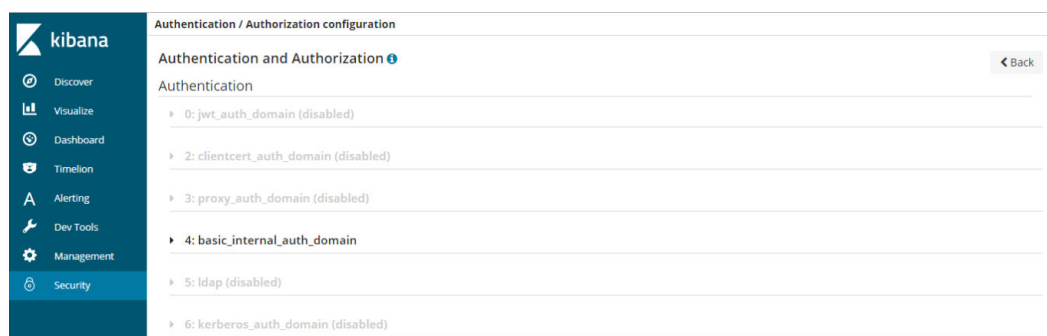 kibana
Discover
Visualize
Dashboard
Timelion
Alerting
Dev Tools
Management
Security
Authentication / Authorization configuration
Authentication and Authorization
Back
Authentication
0: jwt_auth_domain (disabled)
2: clientcert_auth_domain (disabled)
3: proxy_auth_domain (disabled)
4: basic_internal_auth_domain
5: ldap (disabled)
6: kerberos_auth_domain (disabled)